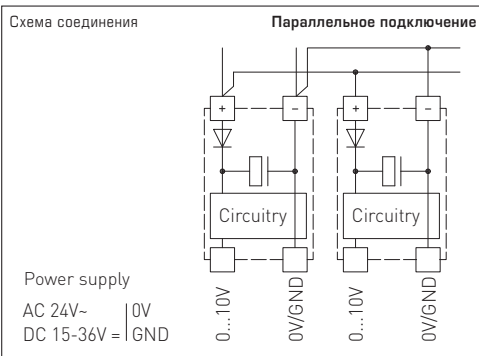 Схема соединения
Параллельное подключение
+ − + −
Circuitry Circuitry
Power supply
AC 24V~ | 0V
DC 15-36V = | GND
0...10V
0V/GND
0...10V
0V/GND